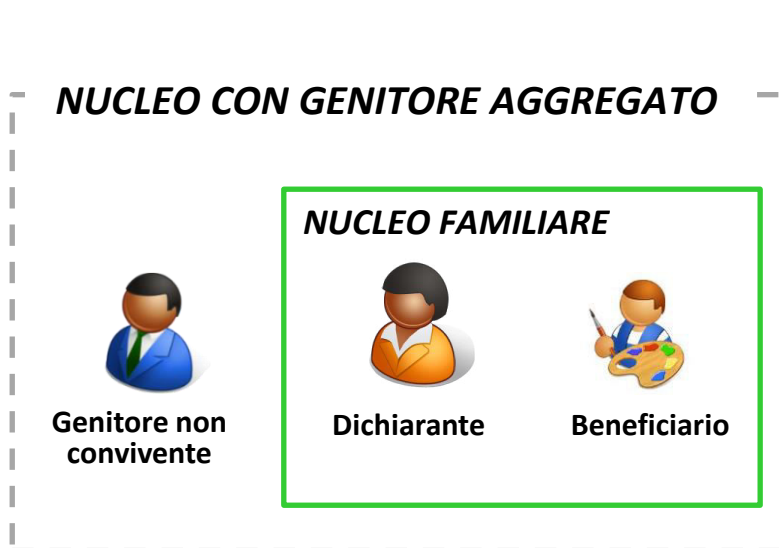 NUCLEO CON GENITORE AGGREGATO
NUCLEO FAMILIARE
Genitore non
convivente
Dichiarante
Beneficiario